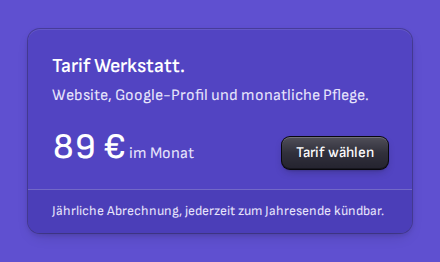 Tarif Werkstatt.
Website, Google-Profil und monatliche Pflege.
89 € im Monat
Tarif wählen
Jährliche Abrechnung, jederzeit zum Jahresende kündbar.